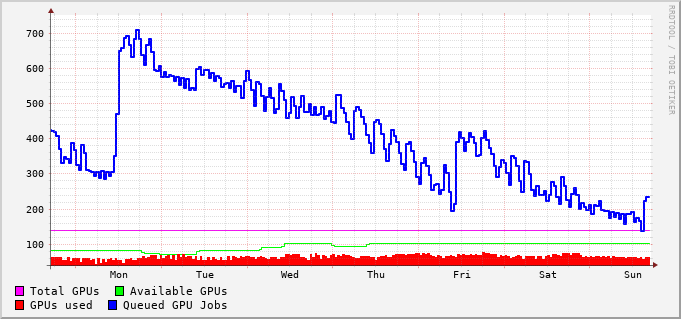 RRDTOOL / TOBI OETIKER
700
600
500
400
300
200
100
Mon Tue Wed Thu Fri Sat Sun
Total GPUs Available GPUs
GPUs used Queued GPU Jobs